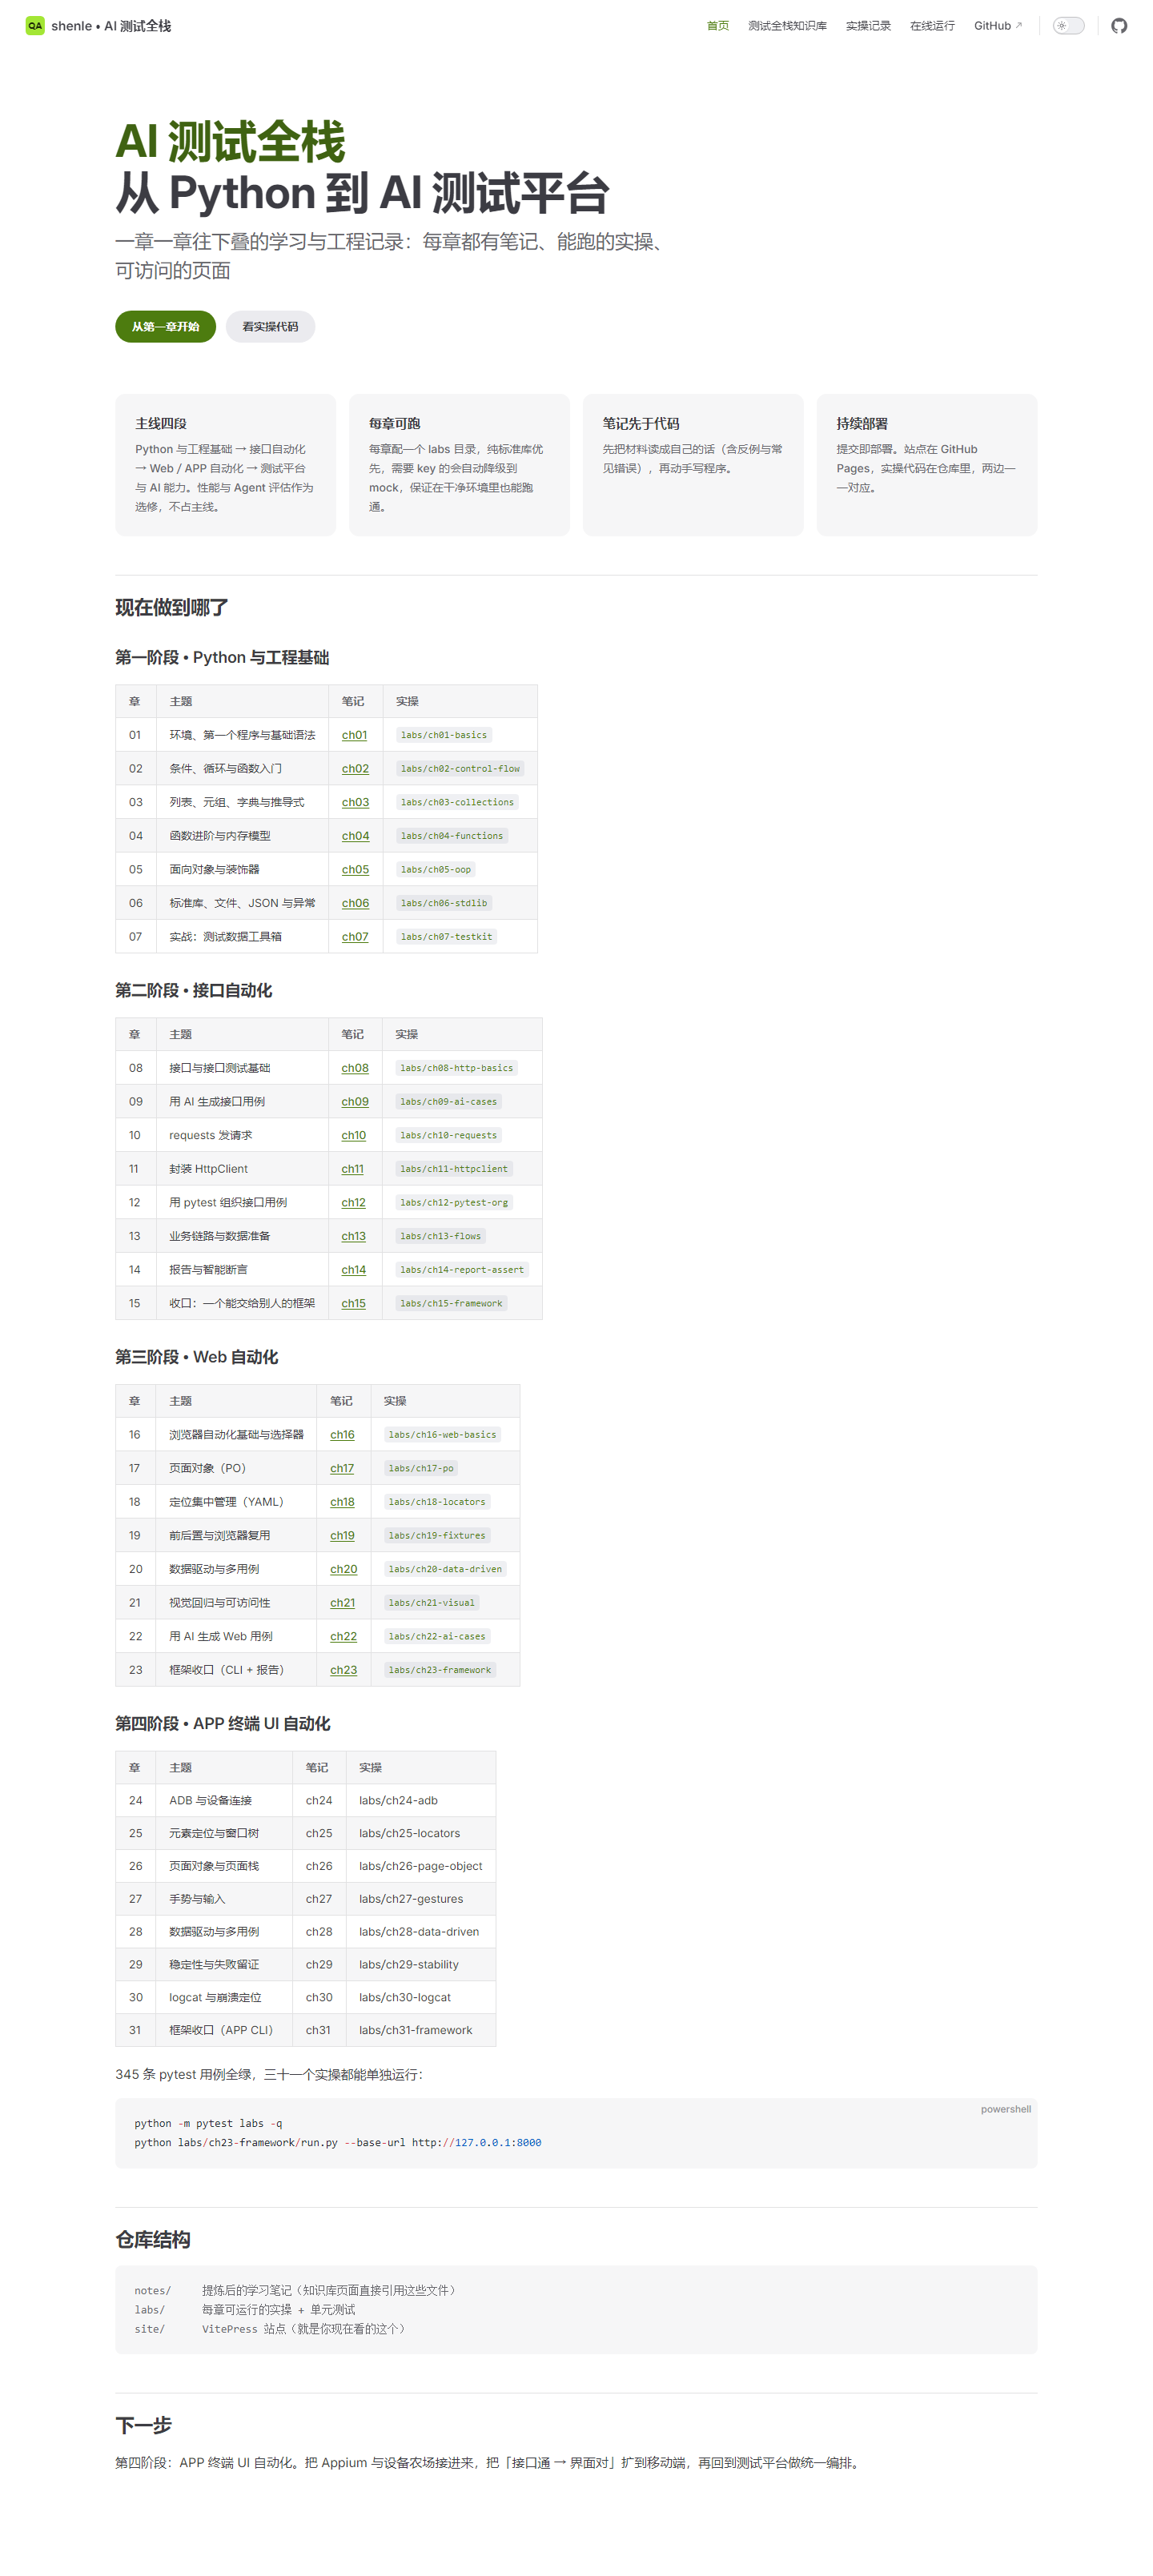 QA shenle • AI 测试全栈
首页 测试全栈知识库 实操记录 在线运行 GitHub ↗
AI 测试全栈
从 Python 到 AI 测试平台
一章一章往下叠的学习与工程记录：每章都有笔记、能跑的实操、
可访问的页面
从第一章开始 看实操代码
主线四段
Python 与工程基础 → 接口自动化
→ Web / APP 自动化 → 测试平台
与 AI 能力。性能与 Agent 评估作为
选修，不占主线。
每章可跑
每章配一个 labs 目录，纯标准库优
先，需要 key 的会自动降级到
mock，保证在干净环境里也能跑
通。
笔记先于代码
先把材料读成自己的话（含反例与常
见错误），再动手写程序。
持续部署
提交即部署。站点在 GitHub
Pages，实操代码在仓库里，两边一
一对应。
现在做到哪了
第一阶段 • Python 与工程基础
章 主题 笔记 实操
01 环境、第一个程序与基础语法 ch01 labs/ch01-basics
02 条件、循环与函数入门 ch02 labs/ch02-control-flow
03 列表、元组、字典与推导式 ch03 labs/ch03-collections
04 函数进阶与内存模型 ch04 labs/ch04-functions
05 面向对象与装饰器 ch05 labs/ch05-oop
06 标准库、文件、JSON 与异常 ch06 labs/ch06-stdlib
07 实战：测试数据工具箱 ch07 labs/ch07-testkit
第二阶段 • 接口自动化
章 主题 笔记 实操
08 接口与接口测试基础 ch08 labs/ch08-http-basics
09 用 AI 生成接口用例 ch09 labs/ch09-ai-cases
10 requests 发请求 ch10 labs/ch10-requests
11 封装 HttpClient ch11 labs/ch11-httpclient
12 用 pytest 组织接口用例 ch12 labs/ch12-pytest-org
13 业务链路与数据准备 ch13 labs/ch13-flows
14 报告与智能断言 ch14 labs/ch14-report-assert
15 收口：一个能交给别人的框架 ch15 labs/ch15-framework
第三阶段 • Web 自动化
章 主题 笔记 实操
16 浏览器自动化基础与选择器 ch16 labs/ch16-web-basics
17 页面对象（PO） ch17 labs/ch17-po
18 定位集中管理（YAML） ch18 labs/ch18-locators
19 前后置与浏览器复用 ch19 labs/ch19-fixtures
20 数据驱动与多用例 ch20 labs/ch20-data-driven
21 视觉回归与可访问性 ch21 labs/ch21-visual
22 用 AI 生成 Web 用例 ch22 labs/ch22-ai-cases
23 框架收口（CLI + 报告） ch23 labs/ch23-framework
第四阶段 • APP 终端 UI 自动化
章 主题 笔记 实操
24 ADB 与设备连接 ch24 labs/ch24-adb
25 元素定位与窗口树 ch25 labs/ch25-locators
26 页面对象与页面栈 ch26 labs/ch26-page-object
27 手势与输入 ch27 labs/ch27-gestures
28 数据驱动与多用例 ch28 labs/ch28-data-driven
29 稳定性与失败留证 ch29 labs/ch29-stability
30 logcat 与崩溃定位 ch30 labs/ch30-logcat
31 框架收口（APP CLI） ch31 labs/ch31-framework
345 条 pytest 用例全绿，三十一个实操都能单独运行：
powershell
python -m pytest labs -q
python labs/ch23-framework/run.py --base-url http://127.0.0.1:8000
仓库结构
notes/ 提炼后的学习笔记（知识库页面直接引用这些文件）
labs/ 每章可运行的实操 + 单元测试
site/ VitePress 站点（就是你现在看的这个）
下一步
第四阶段：APP 终端 UI 自动化。把 Appium 与设备农场接进来，把「接口通 → 界面对」扩到移动端，再回到测试平台做统一编排。